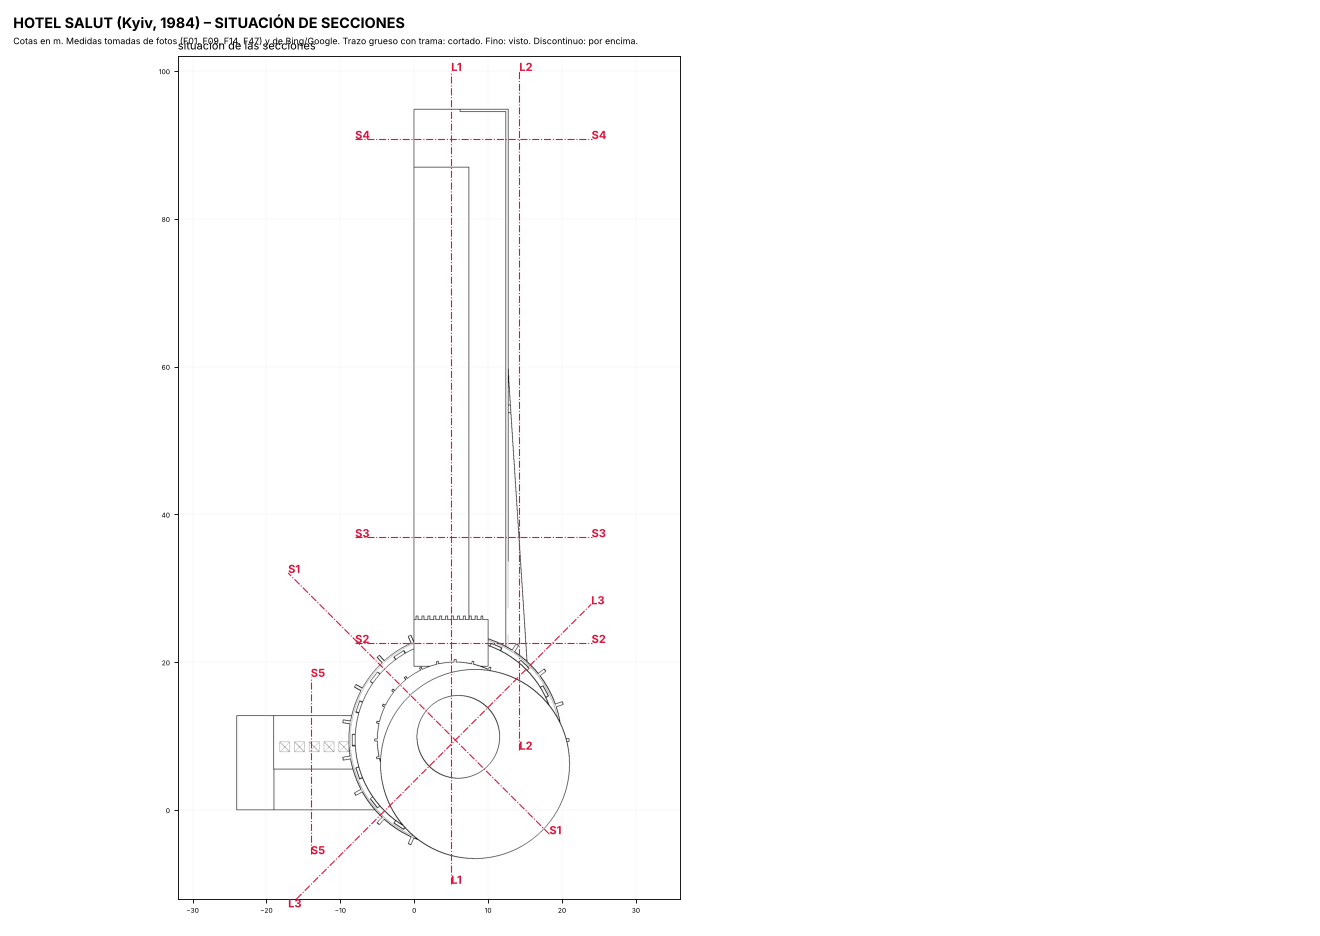 HOTEL SALUT (Kyiv, 1984) – SITUACIÓN DE SECCIONES
Cotas en m. Medidas tomadas de fotos (F01, F09, F14, F47) y de Bing/Google. Trazo grueso con trama: cortado. Fino: visto. Discontinuo: por encima.
situación de las secciones
L1 L2
100
S4 S4
80
60
40
S3 S3
S1
L3
S2 S2
20
S5
L2
0
S1
S5
L1
L3
−30 −20 −10 0 10 20 30